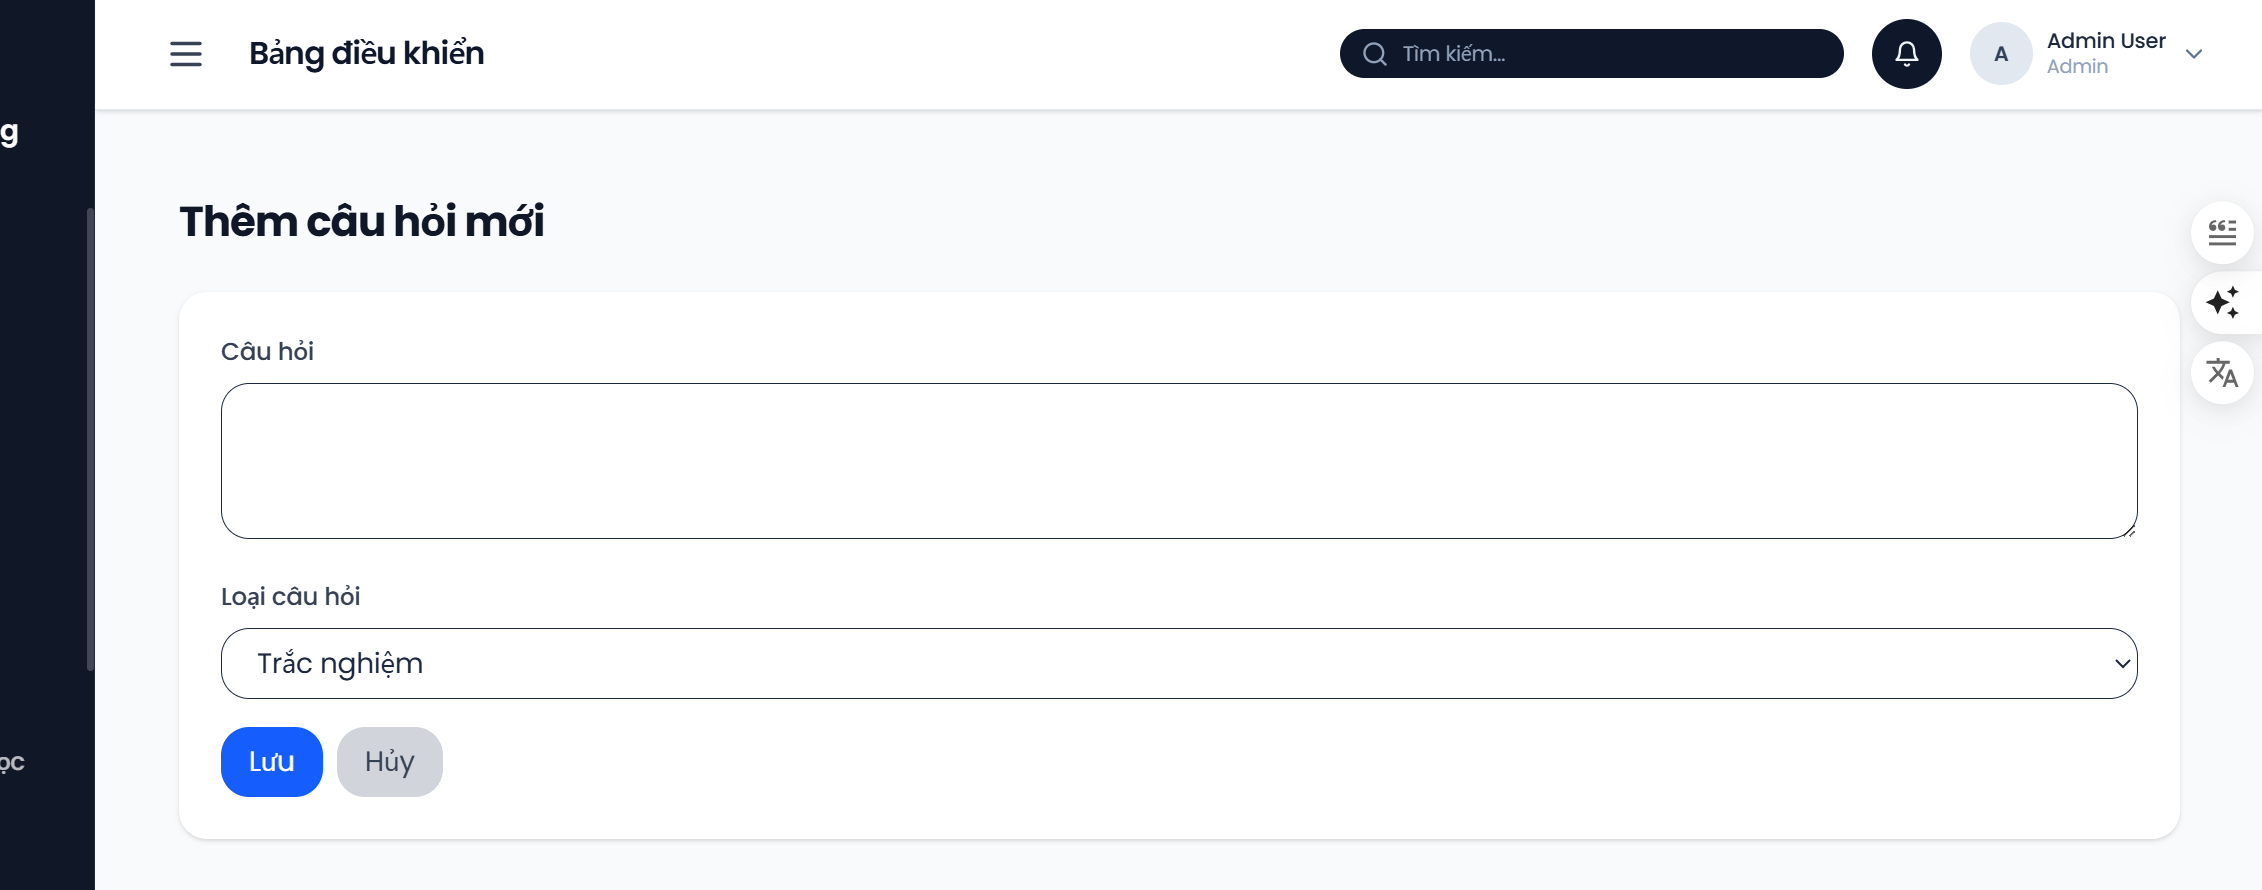 Bảng điều khiển
Tìm kiếm...
A
Admin User
Admin
g
Thêm câu hỏi mới
Câu hỏi
Loại câu hỏi
Trắc nghiệm
Lưu
Hủy
ọc